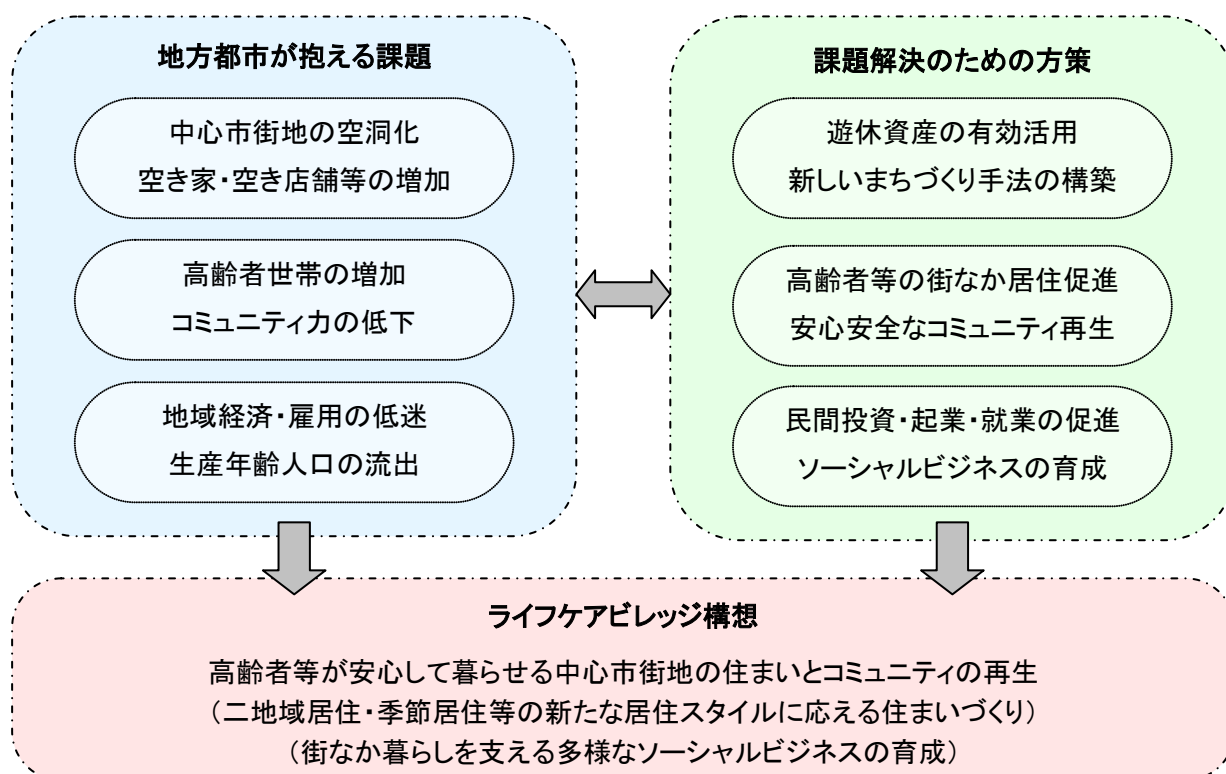 地方都市が抱える課題
中心市街地の空洞化
空き家・空き店舗等の増加
高齢者世帯の増加
コミュニティ力の低下
地域経済・雇用の低迷
生産年齢人口の流出
課題解決のための方策
遊休資産の有効活用
新しいまちづくり手法の構築
高齢者等の街なか居住促進
安心安全なコミュニティ再生
民間投資・起業・就業の促進
ソーシャルビジネスの育成
ライフケアビレッジ構想
高齢者等が安心して暮らせる中心市街地の住まいとコミュニティの再生
（二地域居住・季節居住等の新たな居住スタイルに応える住まいづくり）
（街なか暮らしを支える多様なソーシャルビジネスの育成）